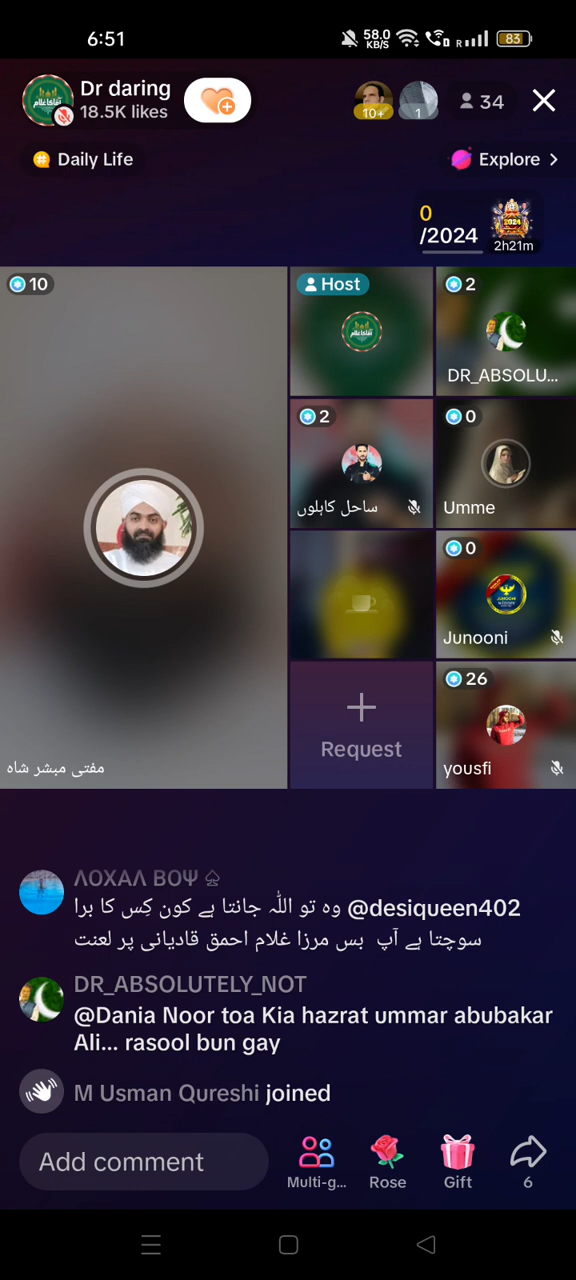 6:51
58.0
KB/S
R
83
Dr daring
18.5K likes
10+
1
34
Daily Life
Explore
0
/2024
2024
2h21m
10
Host
2
DR_ABSOLU...
2
ساحل کاہلوں
0
Umme
0
Junooni
26
yousfi
Request
مفتی مبشر شاہ
ΛOXAΛ BOΨ ♤
@desiqueen402 وہ تو اللّٰہ جانتا ہے کون کِس کا برا
سوچتا ہے آپ بس مرزا غلام احمق قادیانی پر لعنت
DR_ABSOLUTELY_NOT
@Dania Noor toa Kia hazrat ummar abubakar
Ali... rasool bun gay
M Usman Qureshi joined
Add comment
Multi-g...
Rose
Gift
6